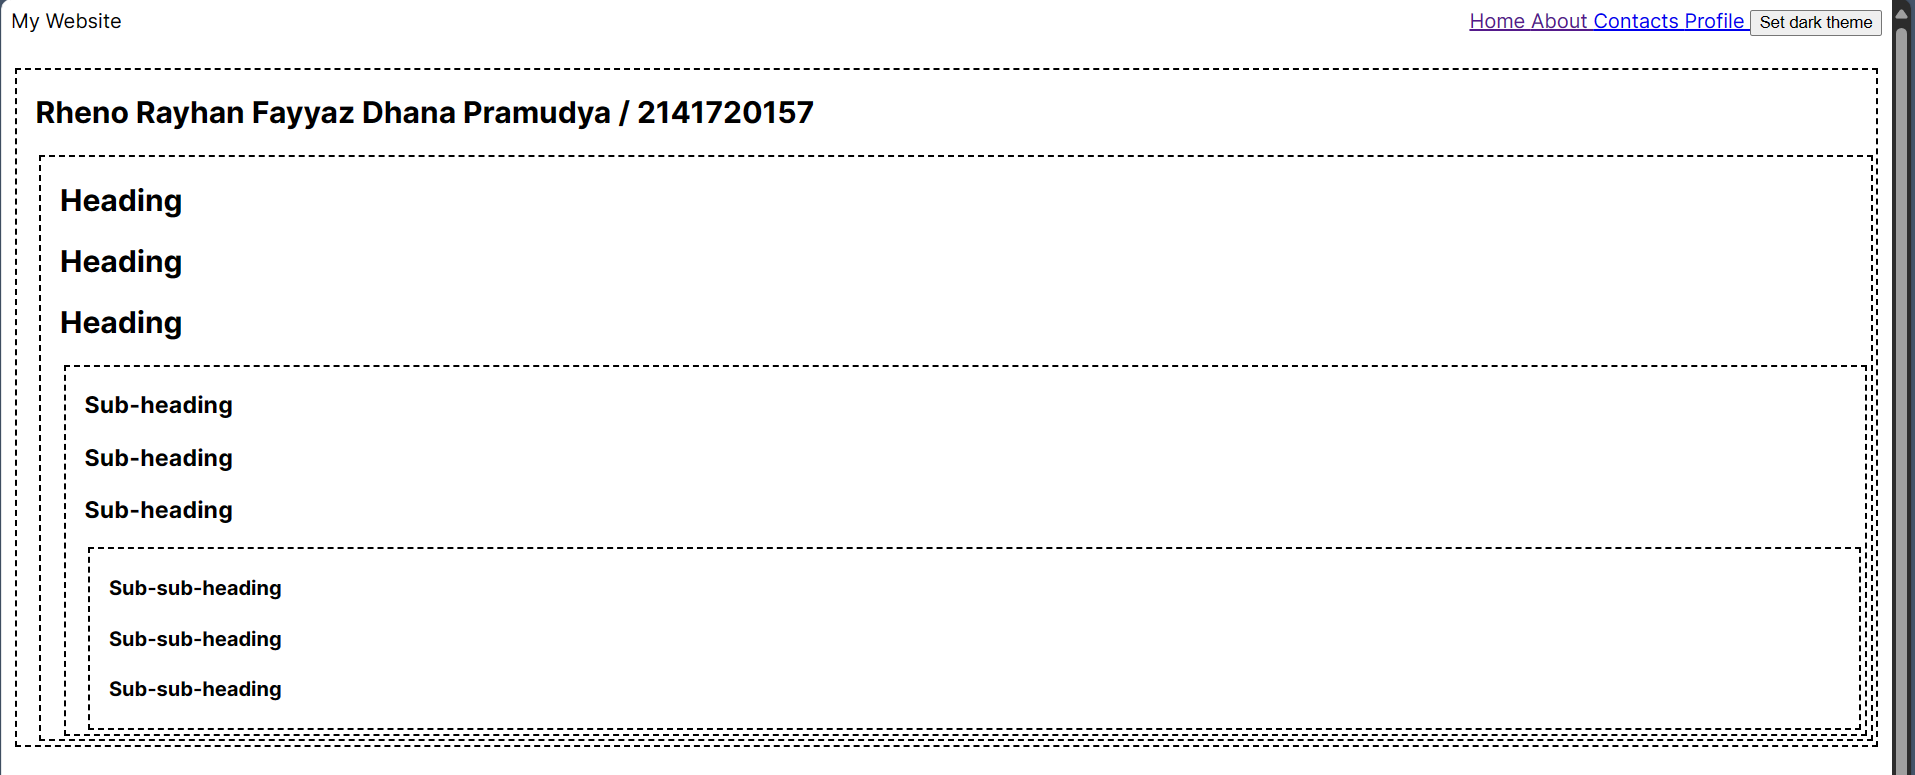 My Website Home About Contacts Profile Set dark theme
Rheno Rayhan Fayyaz Dhana Pramudya / 2141720157
Heading
Heading
Heading
Sub-heading
Sub-heading
Sub-heading
Sub-sub-heading
Sub-sub-heading
Sub-sub-heading